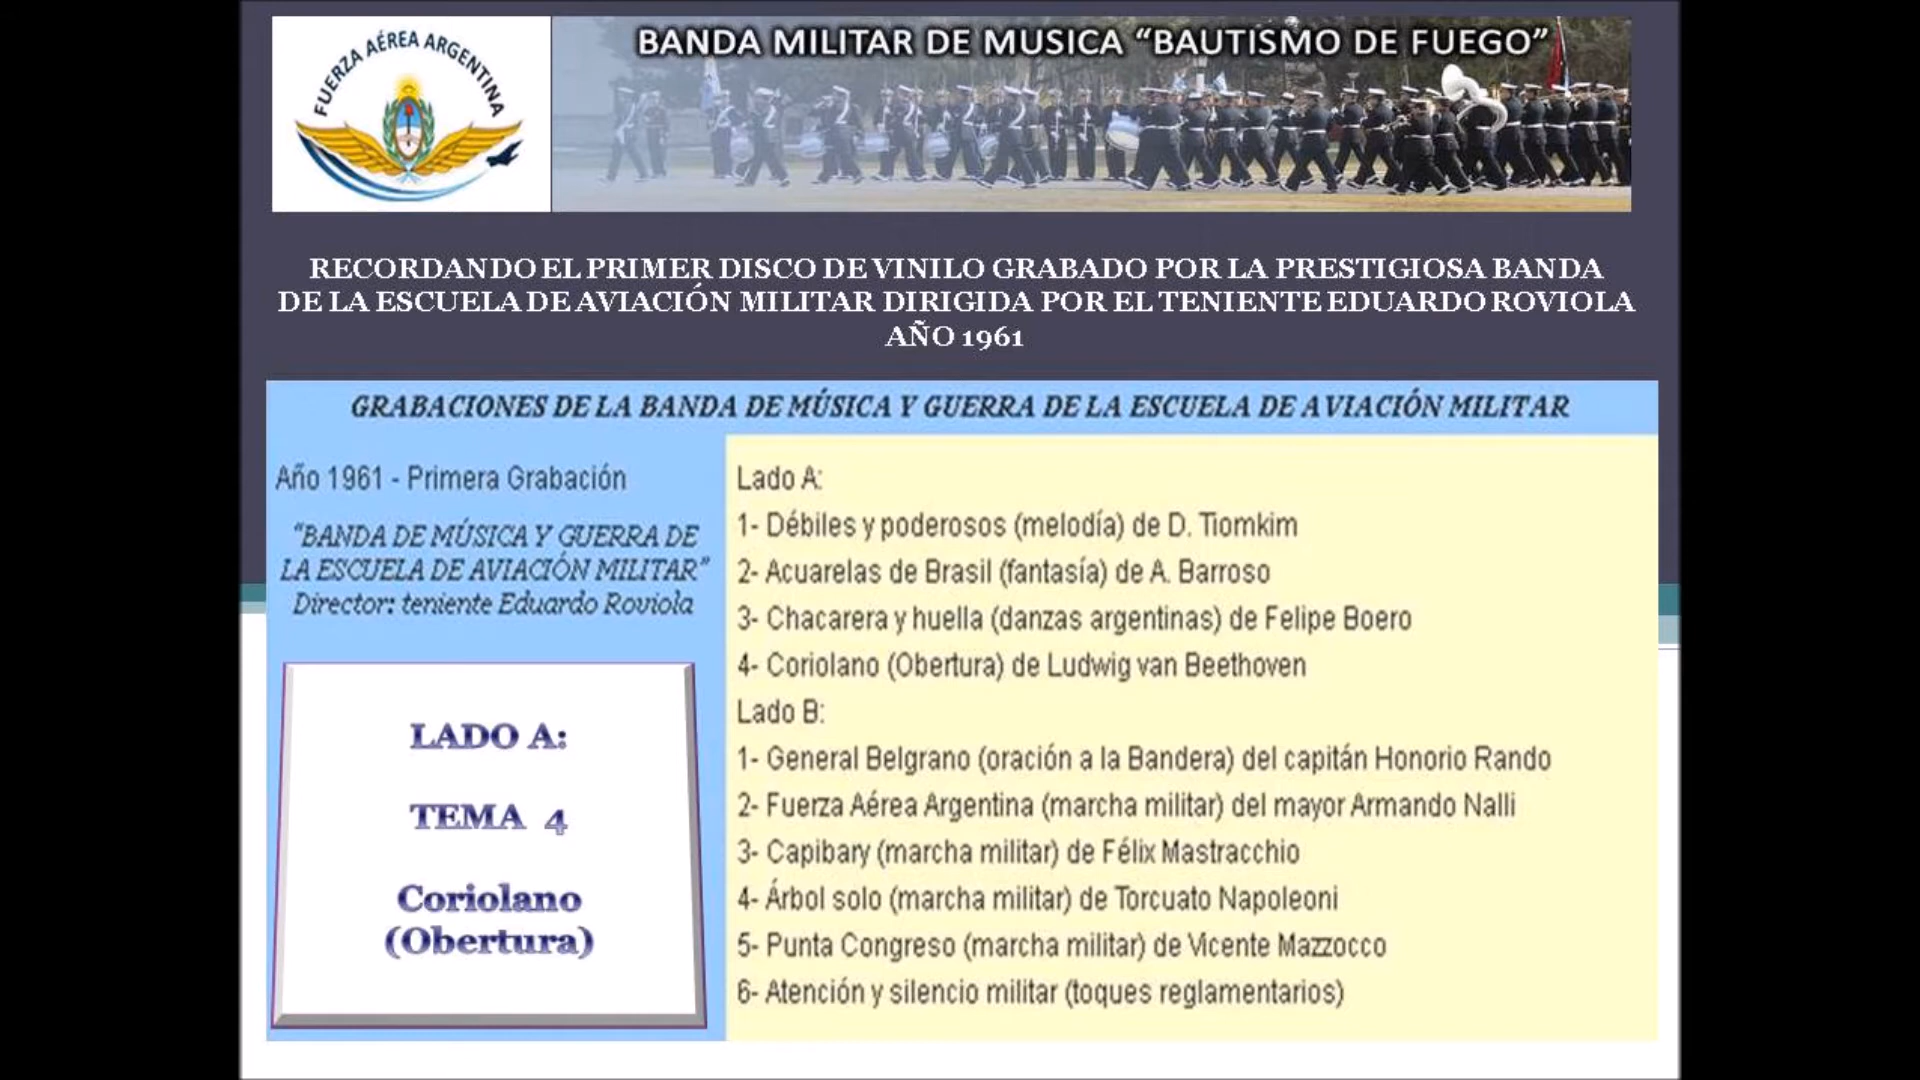 FUERZA AÉREA ARGENTINA
BANDA MILITAR DE MUSICA “BAUTISMO DE FUEGO”
RECORDANDO EL PRIMER DISCO DE VINILO GRABADO POR LA PRESTIGIOSA BANDA
DE LA ESCUELA DE AVIACIÓN MILITAR DIRIGIDA POR EL TENIENTE EDUARDO ROVIOLA
AÑO 1961
GRABACIONES DE LA BANDA DE MÚSICA Y GUERRA DE LA ESCUELA DE AVIACIÓN MILITAR
Año 1961 - Primera Grabación
“BANDA DE MÚSICA Y GUERRA DE
LA ESCUELA DE AVIACIÓN MILITAR”
Director: teniente Eduardo Roviola
LADO A:
TEMA 4
Coriolano
(Obertura)
Lado A:
1- Débiles y poderosos (melodía) de D. Tiomkim
2- Acuarelas de Brasil (fantasía) de A. Barroso
3- Chacarera y huella (danzas argentinas) de Felipe Boero
4- Coriolano (Obertura) de Ludwig van Beethoven
Lado B:
1- General Belgrano (oración a la Bandera) del capitán Honorio Rando
2- Fuerza Aérea Argentina (marcha militar) del mayor Armando Nalli
3- Capibary (marcha militar) de Félix Mastracchio
4- Árbol solo (marcha militar) de Torcuato Napoleoni
5- Punta Congreso (marcha militar) de Vicente Mazzocco
6- Atención y silencio militar (toques reglamentarios)